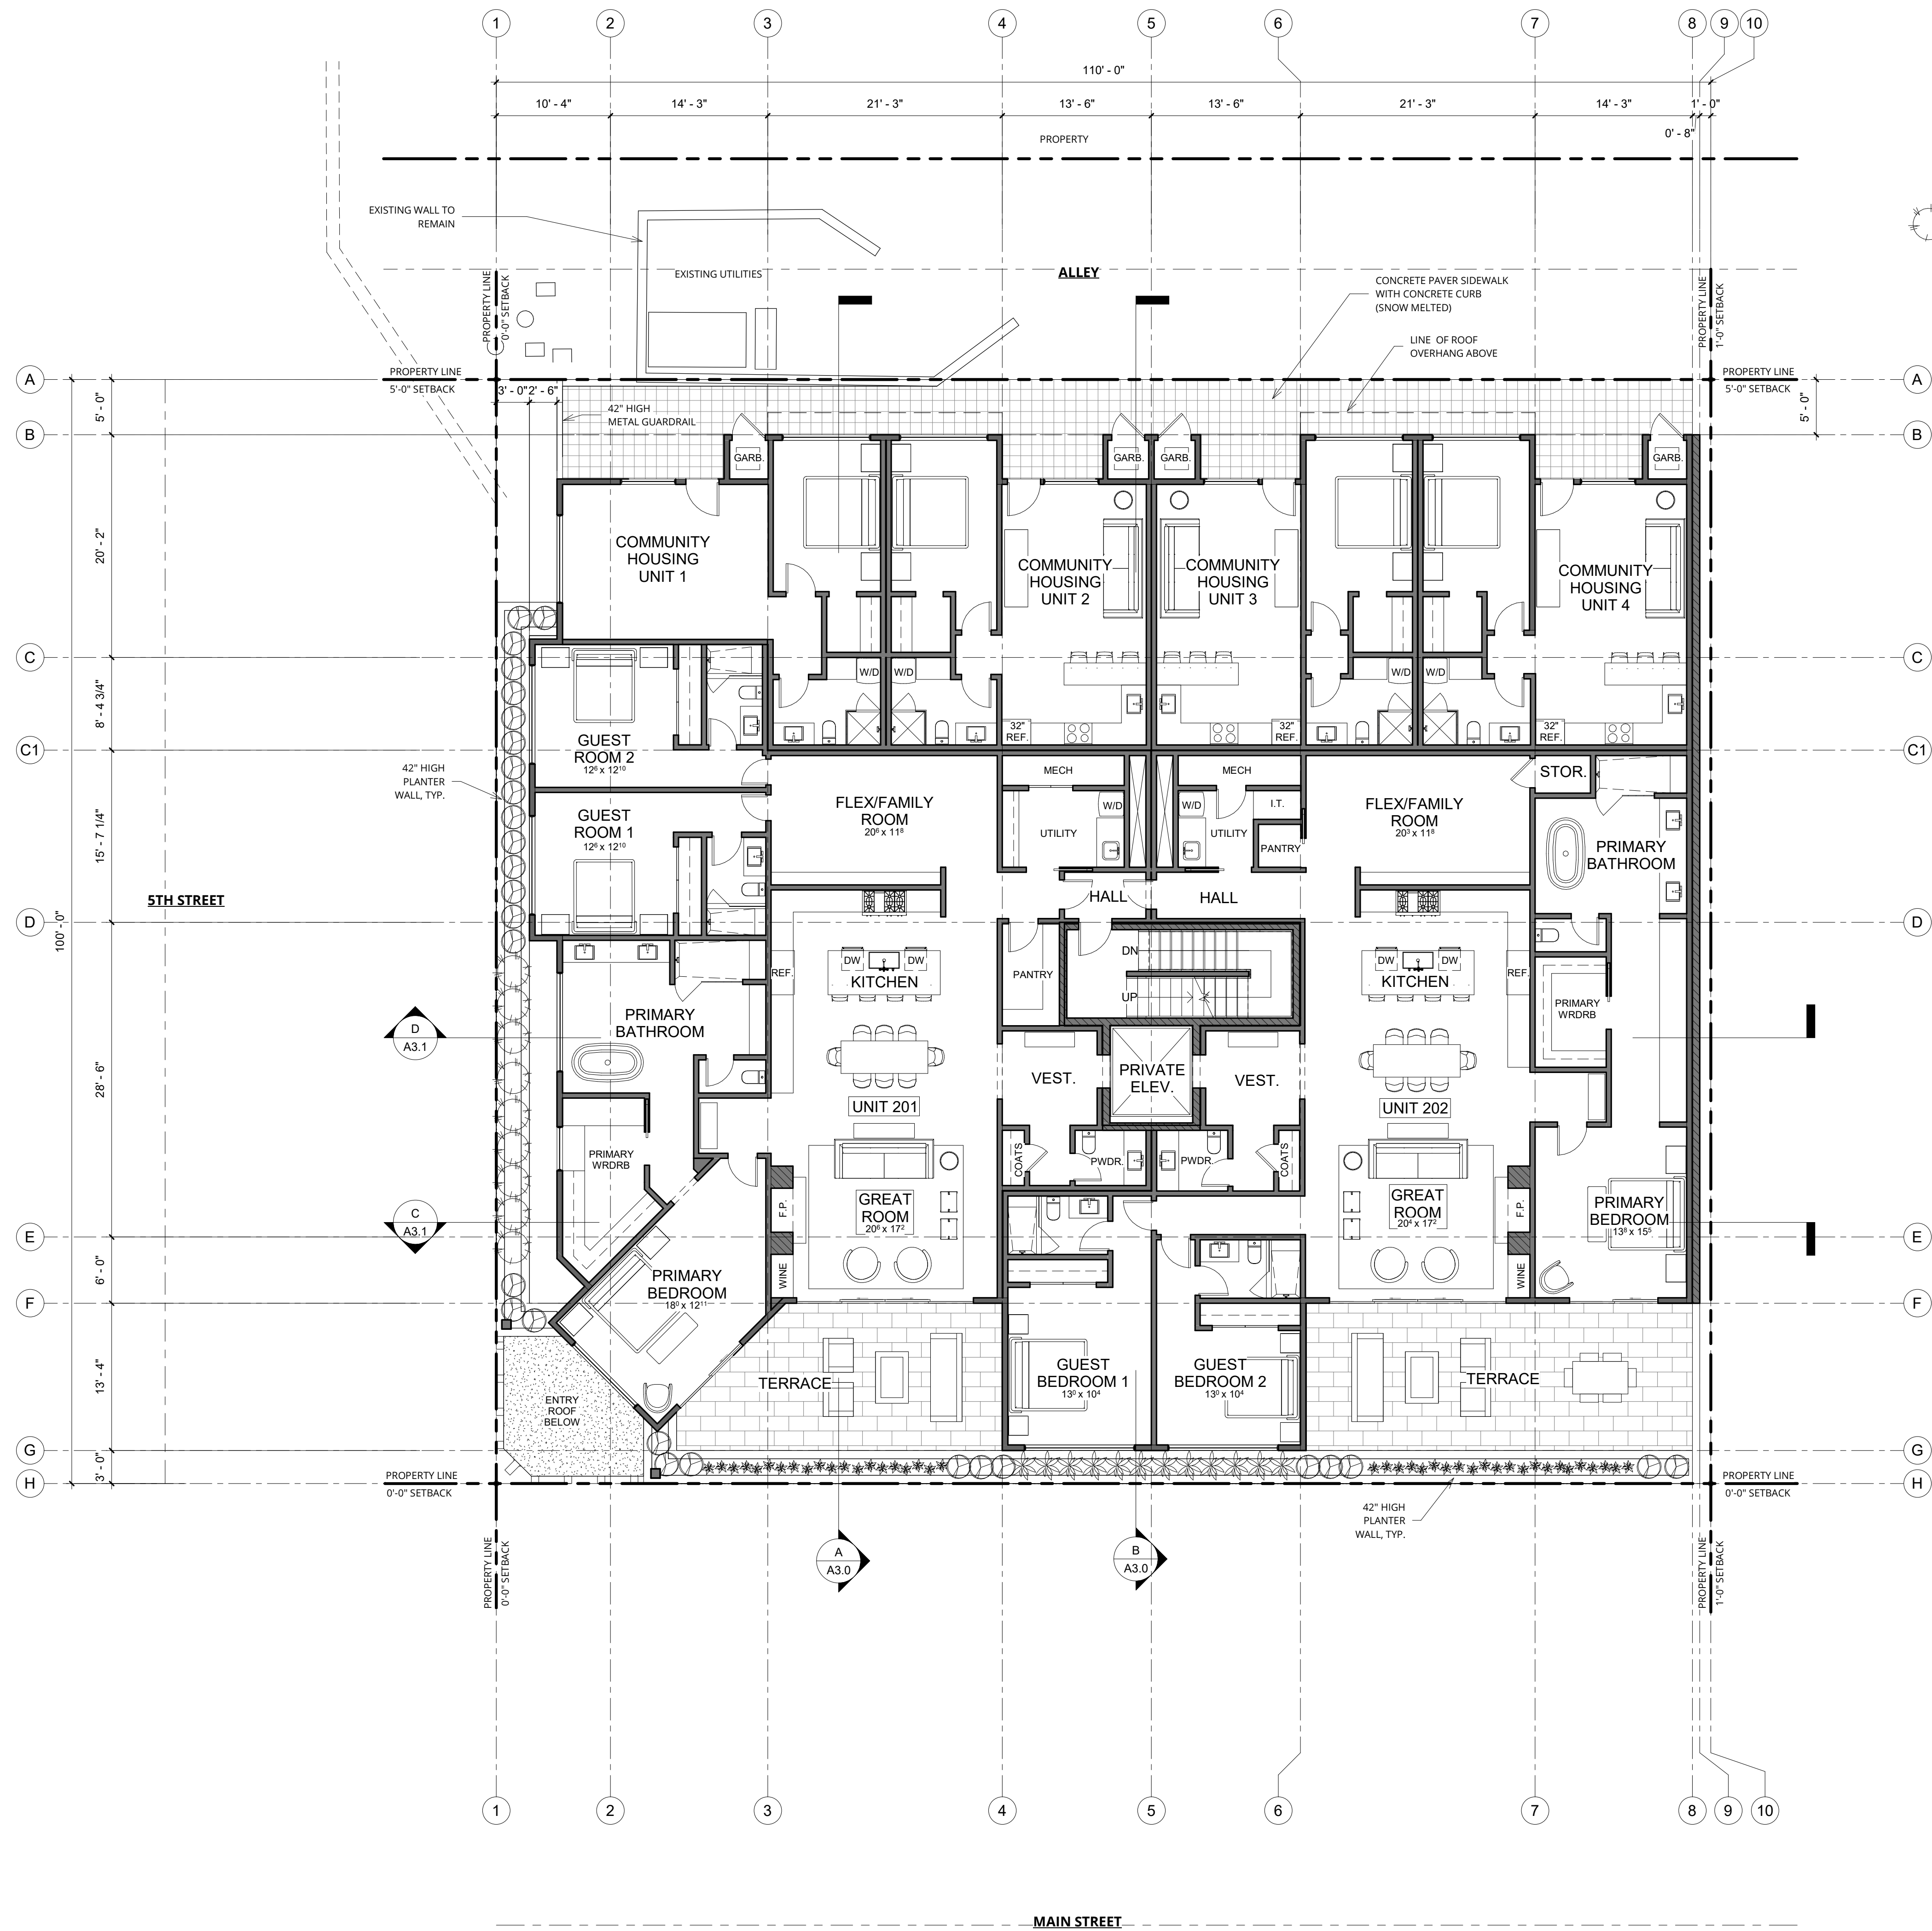 1 2 3 4 5 6 7 8 9 10
110' - 0"
10' - 4" 14' - 3" 21' - 3" 13' - 6" 13' - 6" 21' - 3" 14' - 3" 1' - 0"
0' - 8"
PROPERTY
EXISTING WALL TO
REMAIN
EXISTING UTILITIES
ALLEY
CONCRETE PAVER SIDEWALK
WITH CONCRETE CURB
(SNOW MELTED)
LINE OF ROOF
OVERHANG ABOVE
PROPERTY LINE
0'-0" SETBACK
PROPERTY LINE
1'-0" SETBACK
A
PROPERTY LINE
5'-0" SETBACK
PROPERTY LINE
5'-0" SETBACK
A
3' - 0" 2' - 6"
5' - 0"
5' - 0"
42" HIGH
METAL GUARDRAIL
B
B
GARB.
GARB.
GARB.
GARB.
20' - 2"
COMMUNITY
HOUSING
UNIT 1
COMMUNITY
HOUSING
UNIT 2
COMMUNITY
HOUSING
UNIT 3
COMMUNITY
HOUSING
UNIT 4
C
C
W/D W/D W/D W/D
8' - 4 3/4"
32"
REF.
32"
REF.
32"
REF.
GUEST
ROOM 2
12⁶ x 12¹⁰
C1
C1
42" HIGH
PLANTER
WALL, TYP.
MECH
MECH
STOR.
FLEX/FAMILY
ROOM
20⁶ x 11⁸
W/D
W/D
I.T.
FLEX/FAMILY
ROOM
20³ x 11⁸
GUEST
ROOM 1
12⁶ x 12¹⁰
UTILITY
UTILITY
PANTRY
PRIMARY
BATHROOM
15' - 7 1/4"
5TH STREET
100' - 0"
HALL
HALL
D
D
DN
UP
REF.
DW DW
KITCHEN
PANTRY
DW DW
KITCHEN
REF.
PRIMARY
WRDRB
PRIMARY
BATHROOM
D
A3.1
28' - 6"
VEST.
PRIVATE
ELEV.
VEST.
UNIT 201
UNIT 202
PRIMARY
WRDRB
COATS
PWDR.
PWDR.
COATS
C
A3.1
F.P.
GREAT
ROOM
20⁶ x 17²
GREAT
ROOM
20⁴ x 17²
F.P.
PRIMARY
BEDROOM
13⁸ x 15⁵
E
E
6' - 0"
WINE
WINE
PRIMARY
BEDROOM
18⁰ x 12¹¹
F
F
13' - 4"
TERRACE
GUEST
BEDROOM 1
13⁰ x 10⁴
GUEST
BEDROOM 2
13⁰ x 10⁴
TERRACE
ENTRY
ROOF
BELOW
G
G
3' - 0"
H
PROPERTY LINE
0'-0" SETBACK
PROPERTY LINE
0'-0" SETBACK
H
42" HIGH
PLANTER
WALL, TYP.
PROPERTY LINE
0'-0" SETBACK
A
A3.0
B
A3.0
PROPERTY LINE
1'-0" SETBACK
1 2 3 4 5 6 7 8 9 10
MAIN STREET